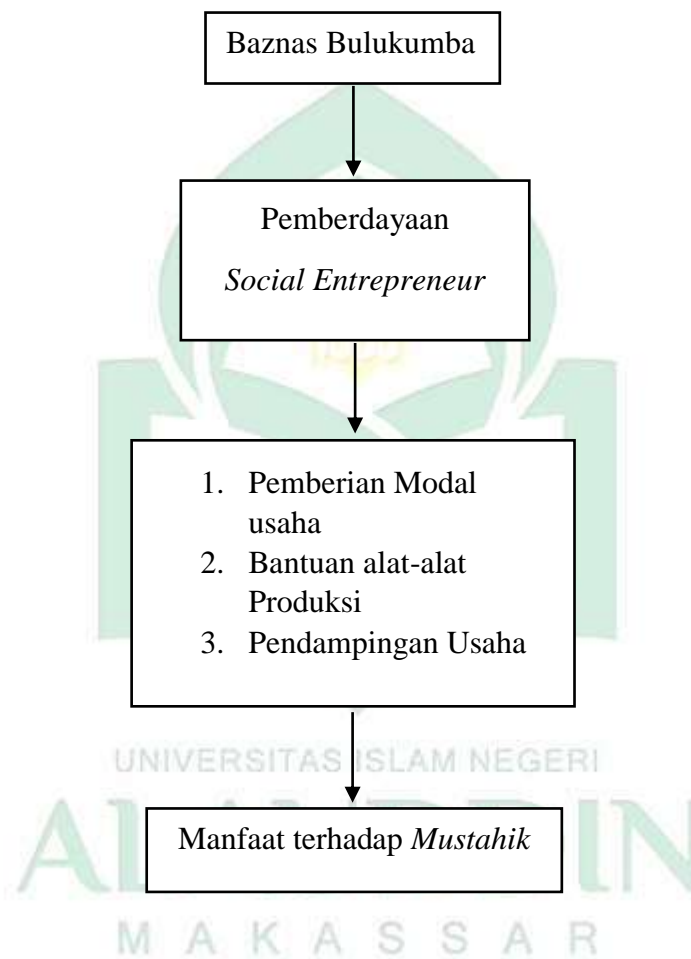 Baznas Bulukumba
Pemberdayaan
Social Entrepreneur
1. Pemberian Modal
usaha
2. Bantuan alat-alat
Produksi
3. Pendampingan Usaha
UNIVERSITAS ISLAM NEGERI
Manfaat terhadap Mustahik
MAKASSAR